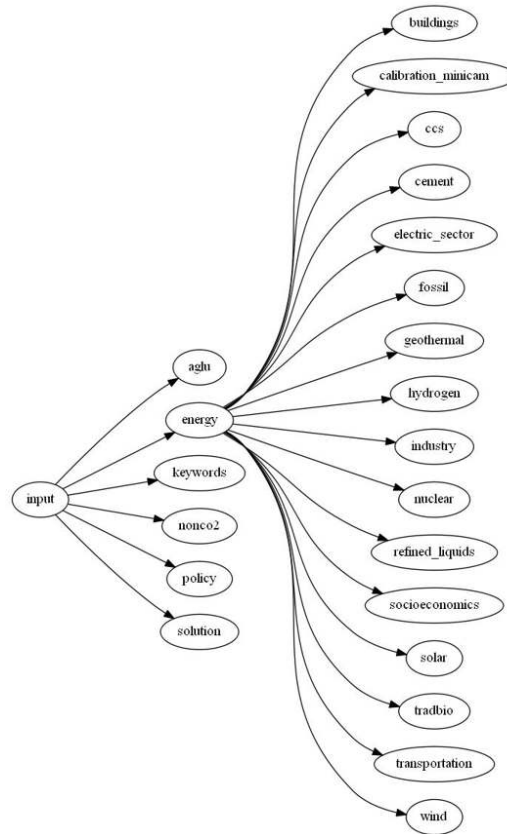 buildings
calibration_minicam
ccs
cement
electric_sector
fossil
aglu
geothermal
energy
hydrogen
keywords
industry
input
nuclear
nonco2
refined_liquids
policy
socioeconomics
solution
solar
tradbio
transportation
wind